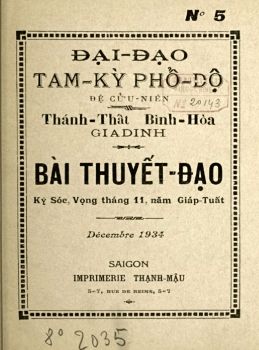 Nº 5
ĐẠI-ĐẠO
TAM-KỲ PHỔ-ĐỘ
ĐỆ CỬU-NIÊN
Nº 20143
Thánh-Thất Bình-Hòa
GIADINH
BÀI THUYẾT-ĐẠO
Kỳ Sóc, Vọng tháng 11, năm Giáp-Tuất
Décembre 1934
SAIGON
IMPRIMERIE THẠNH-MẬU
5-7, RUE DE REIMS, 5-7
8º 2035